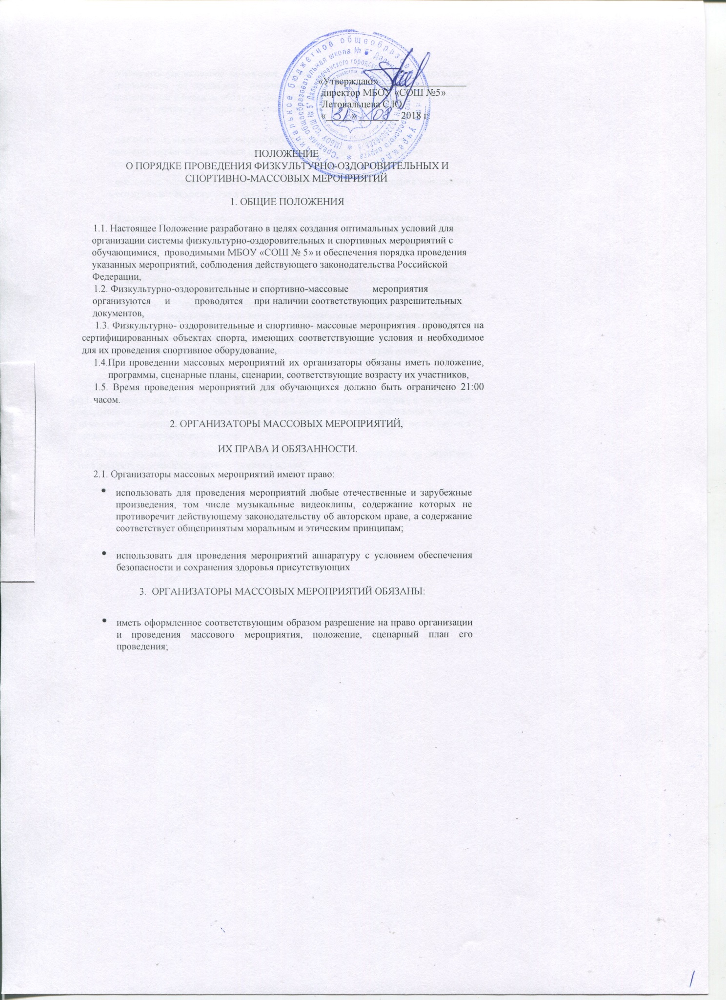 муниципальное бюджетное общеобразовательное учреждение
"Средняя общеобразовательная школа № 5"
(МБОУ "СОШ № 5" Дальнереченского городского
«Утверждаю»
директор МБОУ «СОШ №5»
Летовальцева С.Ю.
«31» 08 2018 г.
ПОЛОЖЕНИЕ
О ПОРЯДКЕ ПРОВЕДЕНИЯ ФИЗКУЛЬТУРНО-ОЗДОРОВИТЕЛЬНЫХ И
СПОРТИВНО-МАССОВЫХ МЕРОПРИЯТИЙ
1. ОБЩИЕ ПОЛОЖЕНИЯ
1.1. Настоящее Положение разработано в целях создания оптимальных условий для
организации системы физкультурно-оздоровительных и спортивных мероприятий с
обучающимися, проводимыми МБОУ «СОШ № 5» и обеспечения порядка проведения
указанных мероприятий, соблюдения действующего законодательства Российской
Федерации,
1.2. Физкультурно-оздоровительные и спортивно-массовые мероприятия
организуются и проводятся при наличии соответствующих разрешительных
документов,
1.3. Физкультурно- оздоровительные и спортивно- массовые мероприятия проводятся на
сертифицированных объектах спорта, имеющих соответствующие условия и необходимое
для их проведения спортивное оборудование,
1.4.При проведении массовых мероприятий их организаторы обязаны иметь положение,
программы, сценарные планы, сценарии, соответствующие возрасту их участников,
1.5. Время проведения мероприятий для обучающихся должно быть ограничено 21:00
часом.
2. ОРГАНИЗАТОРЫ МАССОВЫХ МЕРОПРИЯТИЙ,
ИХ ПРАВА И ОБЯЗАННОСТИ.
2.1. Организаторы массовых мероприятий имеют право:
• использовать для проведения мероприятий любые отечественные и зарубежные
произведения, том числе музыкальные видеоклипы, содержание которых не
противоречит действующему законодательству об авторском праве, а содержание
соответствует общепринятым моральным и этическим принципам;
• использовать для проведения мероприятий аппаратуру с условием обеспечения
безопасности и сохранения здоровья присутствующих
3. ОРГАНИЗАТОРЫ МАССОВЫХ МЕРОПРИЯТИЙ ОБЯЗАНЫ:
• иметь оформленное соответствующим образом разрешение на право организации
и проведения массового мероприятия, положение, сценарный план его
проведения;
1